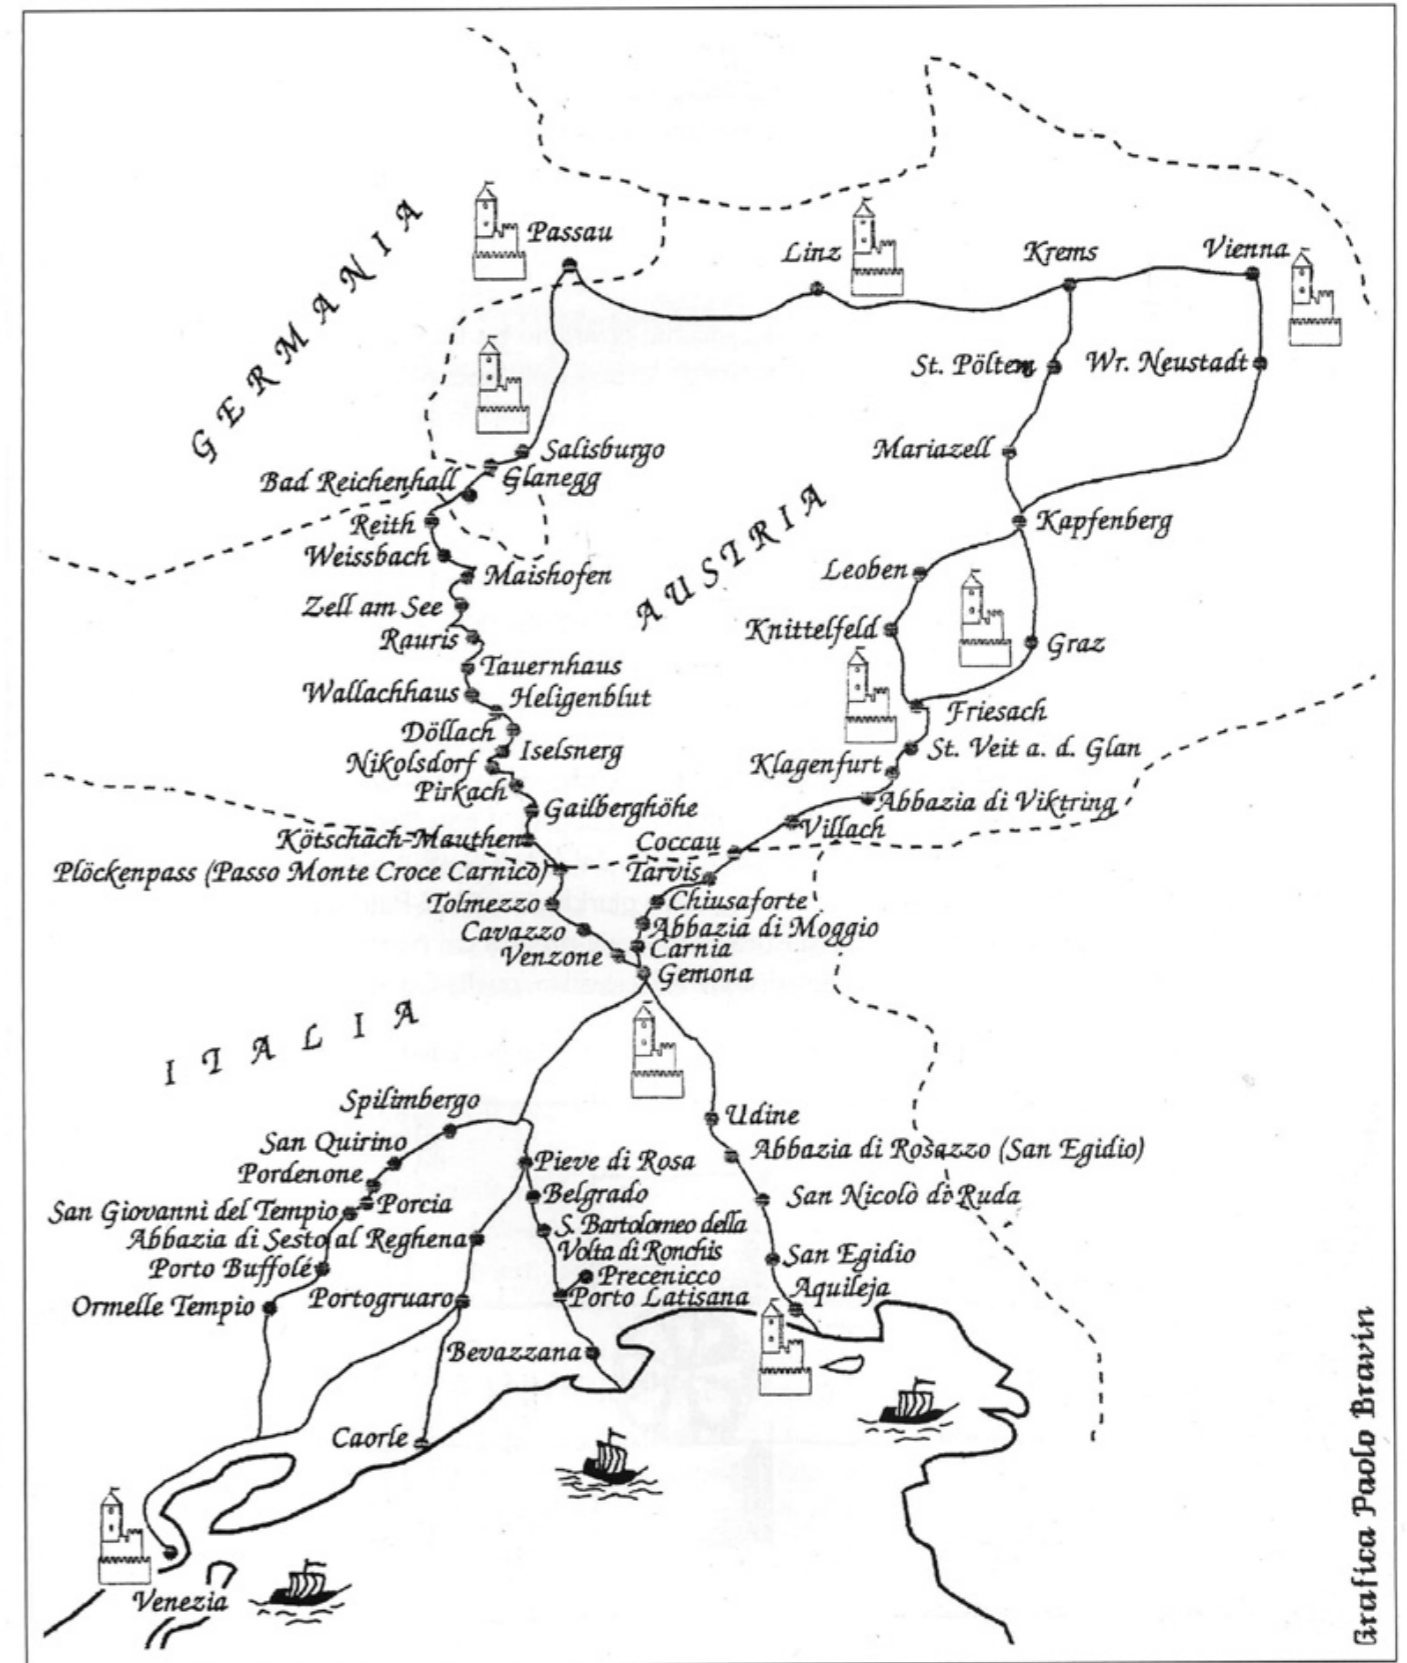 GERMANIA
Passau
Linz
Krems
Vienna
St. Pölten
Wr. Neustadt
Salisburgo
Mariazell
Glanegg
Bad Reichenhall
AUSTRIA
Reith
Kapfenberg
Weissbach
Maishofen
Leoben
Zell am See
Knittelfeld
Rauris
Graz
Tauernhaus
Wallachhaus
Heligenblut
Friesach
Döllach
Iselsnerg
St. Veit a. d. Glan
Nikolsdorf
Klagenfurt
Pirkach
Gailberghöhe
Abbazia di Viktring
Villach
Kötschach-Mauthen
Coccau
Plöckenpass (Passo Monte Croce Carnico)
Tarvis
Tolmezzo
Chiusaforte
Cavazzo
Abbazia di Moggio
Venzone
Carnia
Gemona
ITALIA
Spilimbergo
Udine
San Quirino
Abbazia di Rosazzo (San Egidio)
Pordenone
Pieve di Rosa
Porcia
Belgrado
San Nicolò di Ruda
San Giovanni del Tempio
S. Bartolomeo della
Volta di Ronchis
Abbazia di Sesto al Reghena
San Egidio
Porto Buffolé
Precenicco
Ormelle Tempio
Portogruaro
Porto Latisana
Aquileja
Bevazzana
Caorle
Venezia
Grafica Paolo Bravin